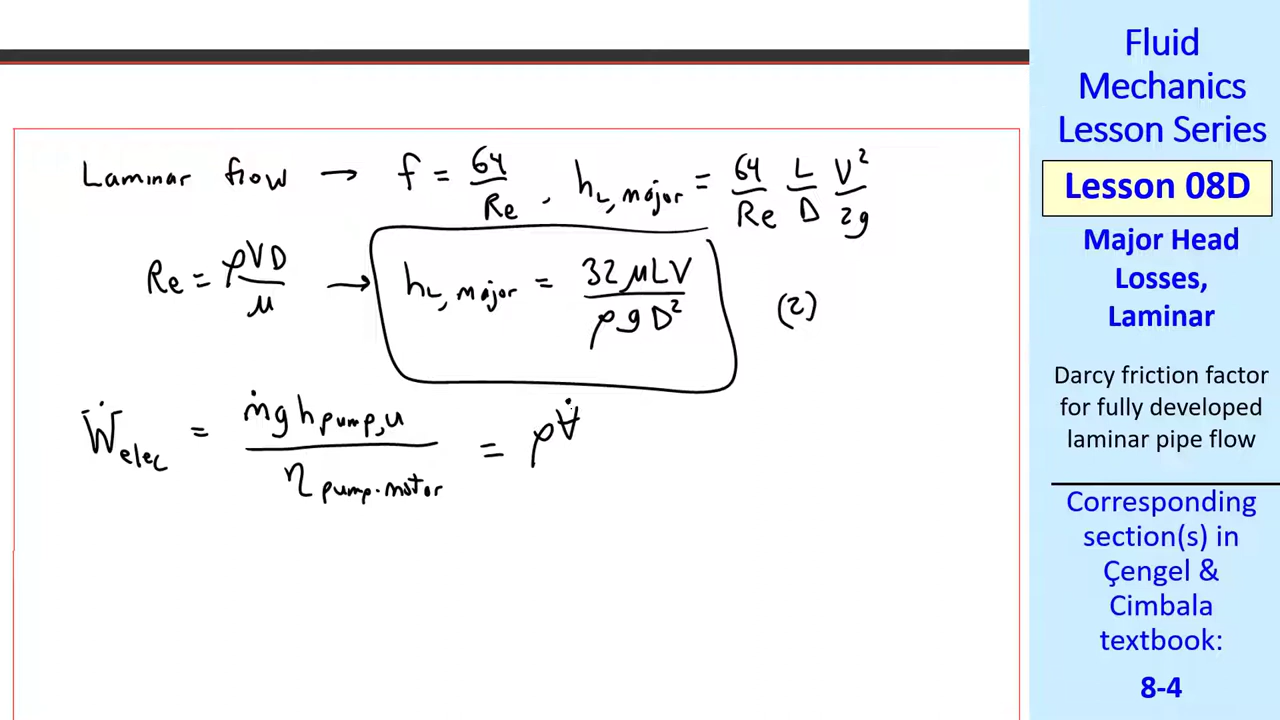 Laminar flow → f = 64/Re , h_L,major = 64/Re L/D V²/2g
Re = ρVD/μ → h_L,major = 32μLV/ρgD² (2)
Ẇ_elec = ṁgh_pump,u/η_pump-motor = ρV̶̇
Fluid
Mechanics
Lesson Series
Lesson 08D
Major Head
Losses,
Laminar
Darcy friction factor
for fully developed
laminar pipe flow
Corresponding
section(s) in
Çengel &
Cimbala
textbook:
8-4